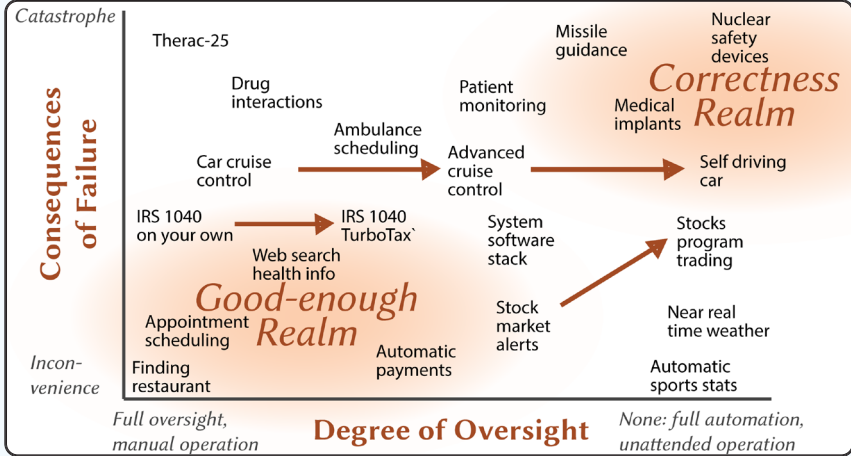 Catastrophe
Consequences
of Failure
Incon-
venience
Therac-25
Drug
interactions
Ambulance
scheduling
Car cruise
control
Patient
monitoring
Advanced
cruise
control
Missile
guidance
Nuclear
safety
devices
Correctness
Realm
Medical
implants
Self driving
car
IRS 1040
on your own
IRS 1040
TurboTax`
Web search
health info
System
software
stack
Stocks
program
trading
Good-enough
Realm
Appointment
scheduling
Finding
restaurant
Automatic
payments
Stock
market
alerts
Near real
time weather
Automatic
sports stats
Full oversight,
manual operation
Degree of Oversight
None: full automation,
unattended operation